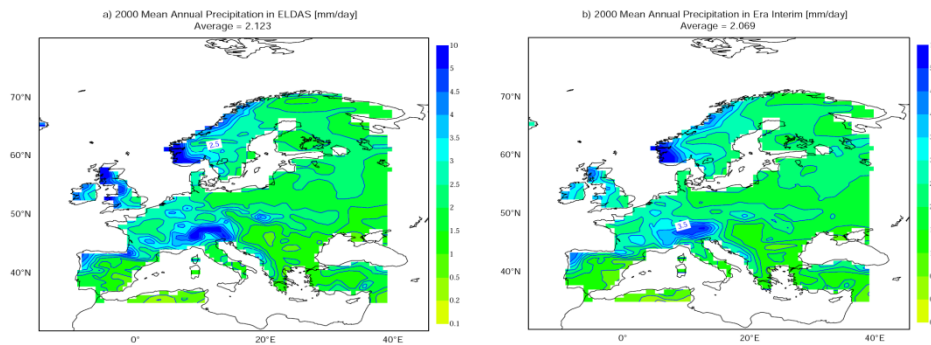 a) 2000 Mean Annual Precipitation in ELDAS [mm/day]
Average = 2.123
10
5
4
3.5
3
2.5
2
1.5
1
0.5
0.2
0.1
70°N
60°N
50°N
40°N
2.5
0°
20°E
40°E
b) 2000 Mean Annual Precipitation in Era Interim [mm/day]
Average = 2.069
70°N
60°N
50°N
40°N
3.5
0°
20°E
40°E